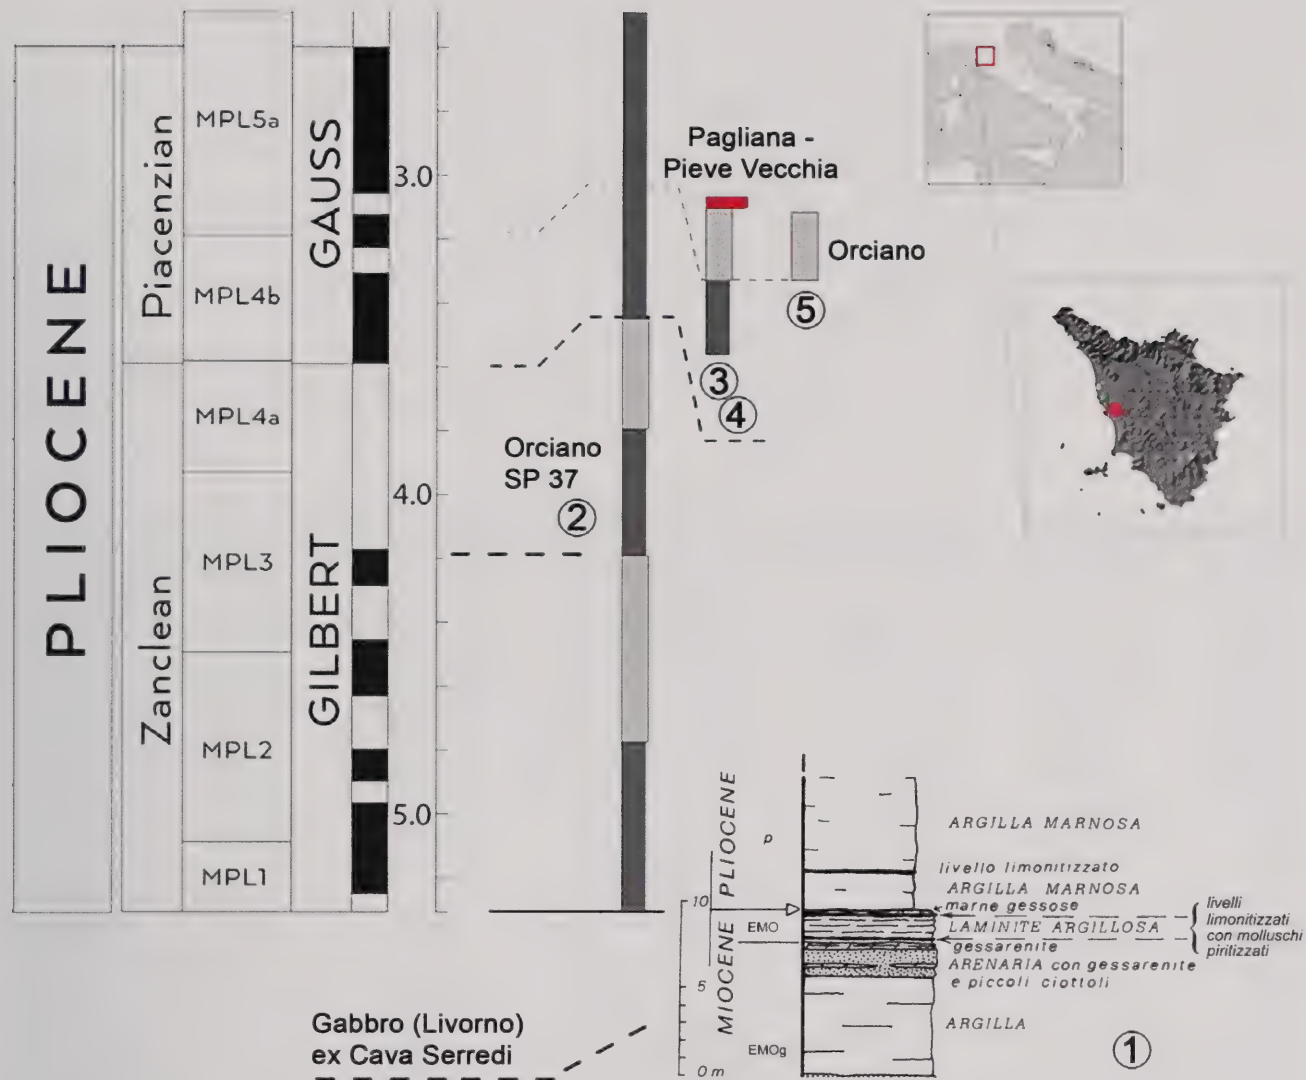 PLIOCENE
Piacenzian
Zanclean
MPL5a
MPL4b
MPL4a
MPL3
MPL2
MPL1
GAUSS
GILBERT
3.0
4.0
5.0
Orciano
SP 37
②
Pagliana -
Pieve Vecchia
Orciano
⑤
③
④
Gabbro (Livorno)
ex Cava Serredi
MIOCENE PLIOCENE
10
5
0 m
p
EMO
EMOg
ARGILLA MARNOSA
livello limonitizzato
ARGILLA MARNOSA
marne gessose
LAMINITE ARGILLOSA
gessarenite
ARENARIA con gessarenite
e piccoli ciottoli
ARGILLA
livelli
limonitizzati
con molluschi
piritizzati
①